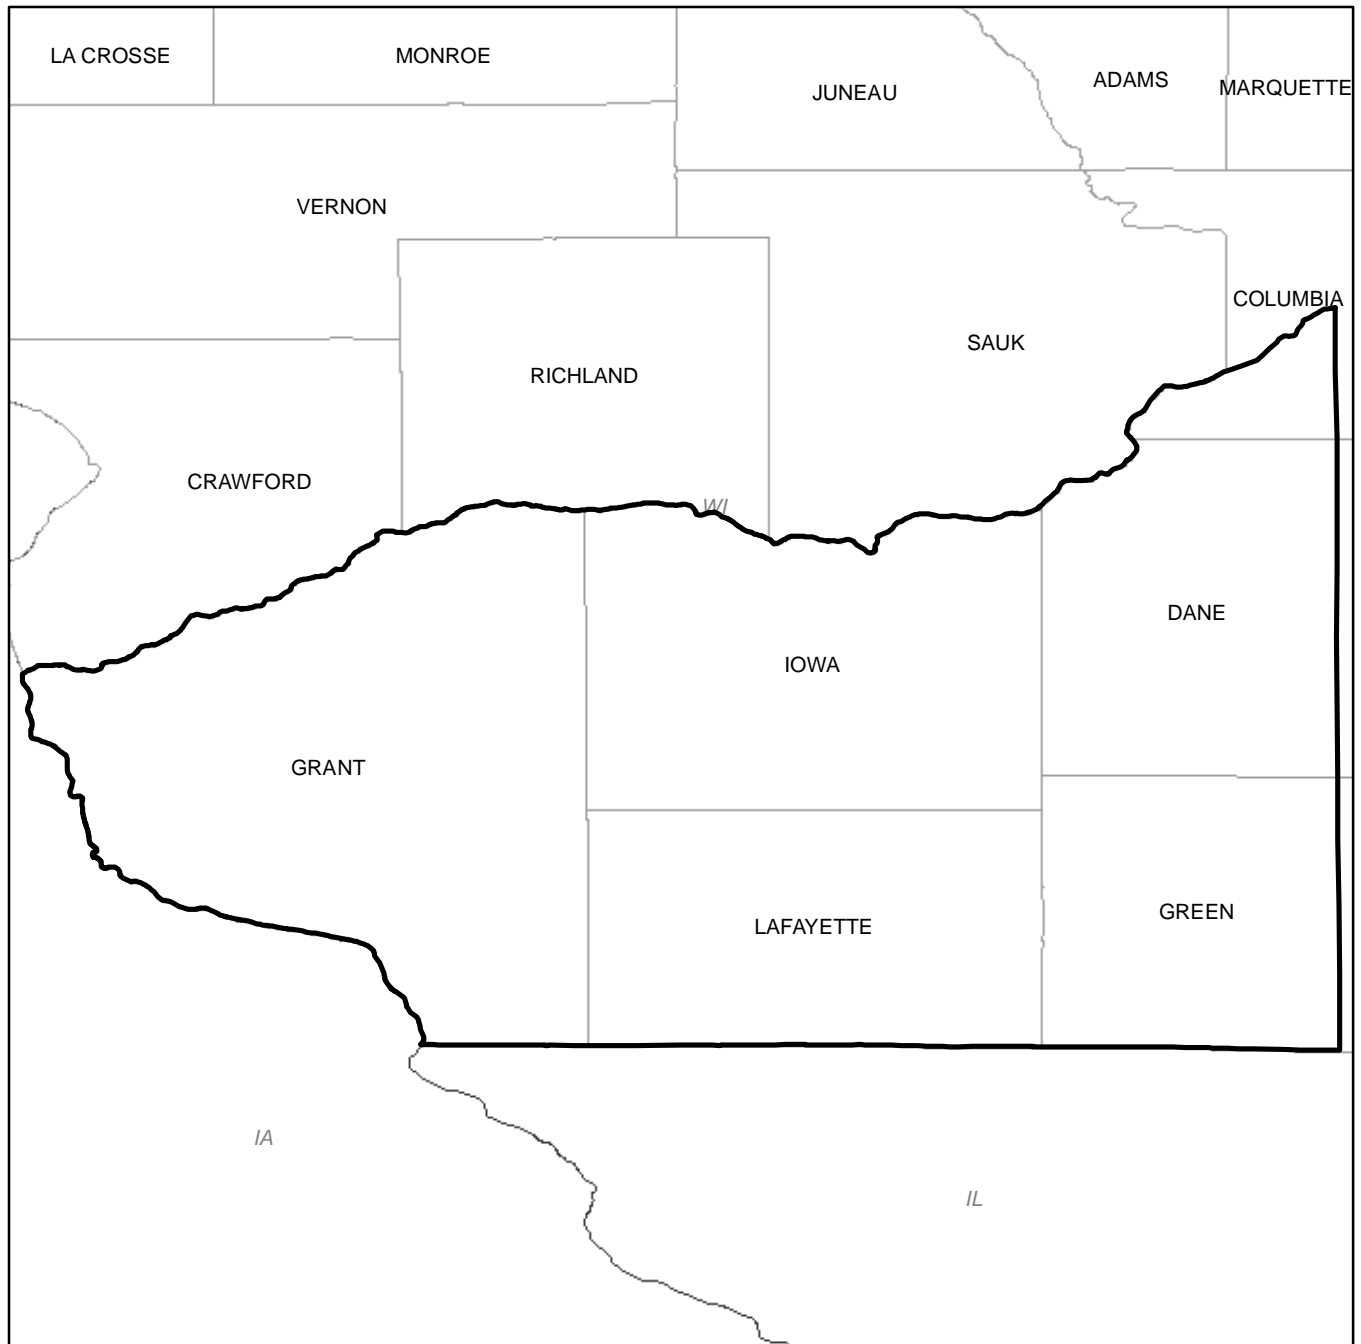 LA CROSSE
MONROE
JUNEAU
ADAMS
MARQUETTE
VERNON
COLUMBIA
SAUK
RICHLAND
CRAWFORD
WI
DANE
IOWA
GRANT
GREEN
LAFAYETTE
IA
IL